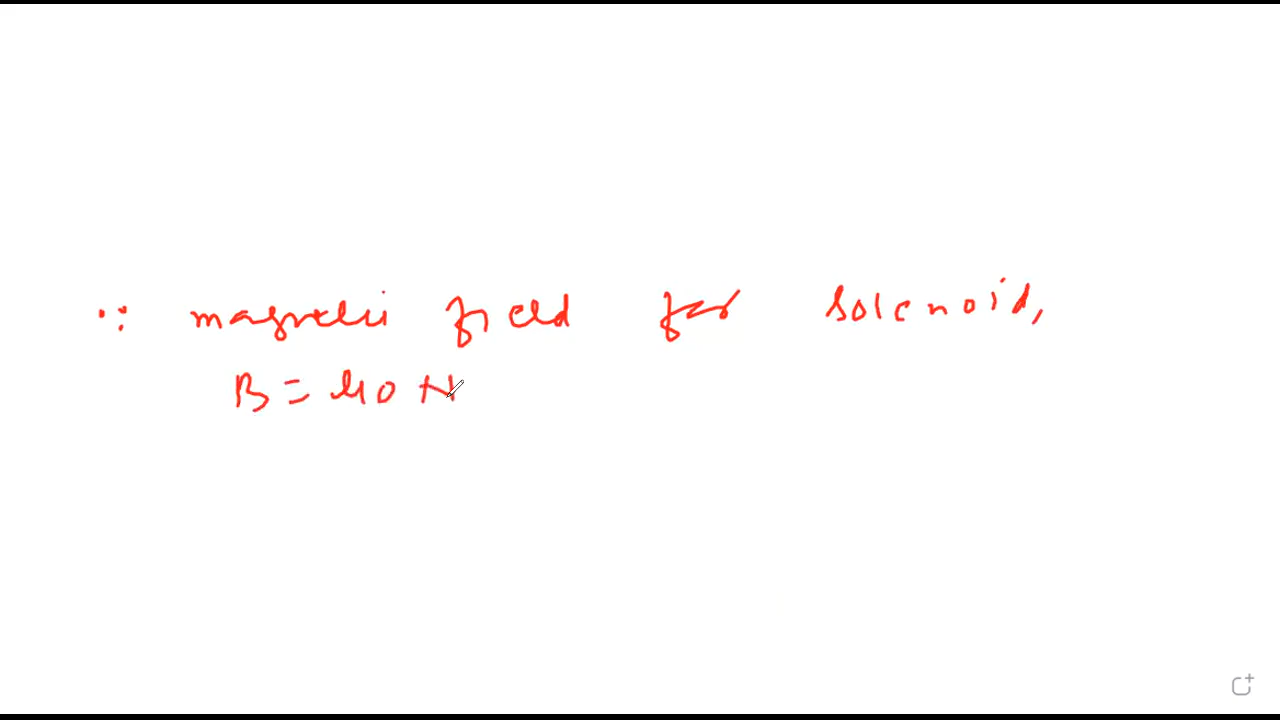 ∵ magnetic field for solenoid,
B = μ0 N